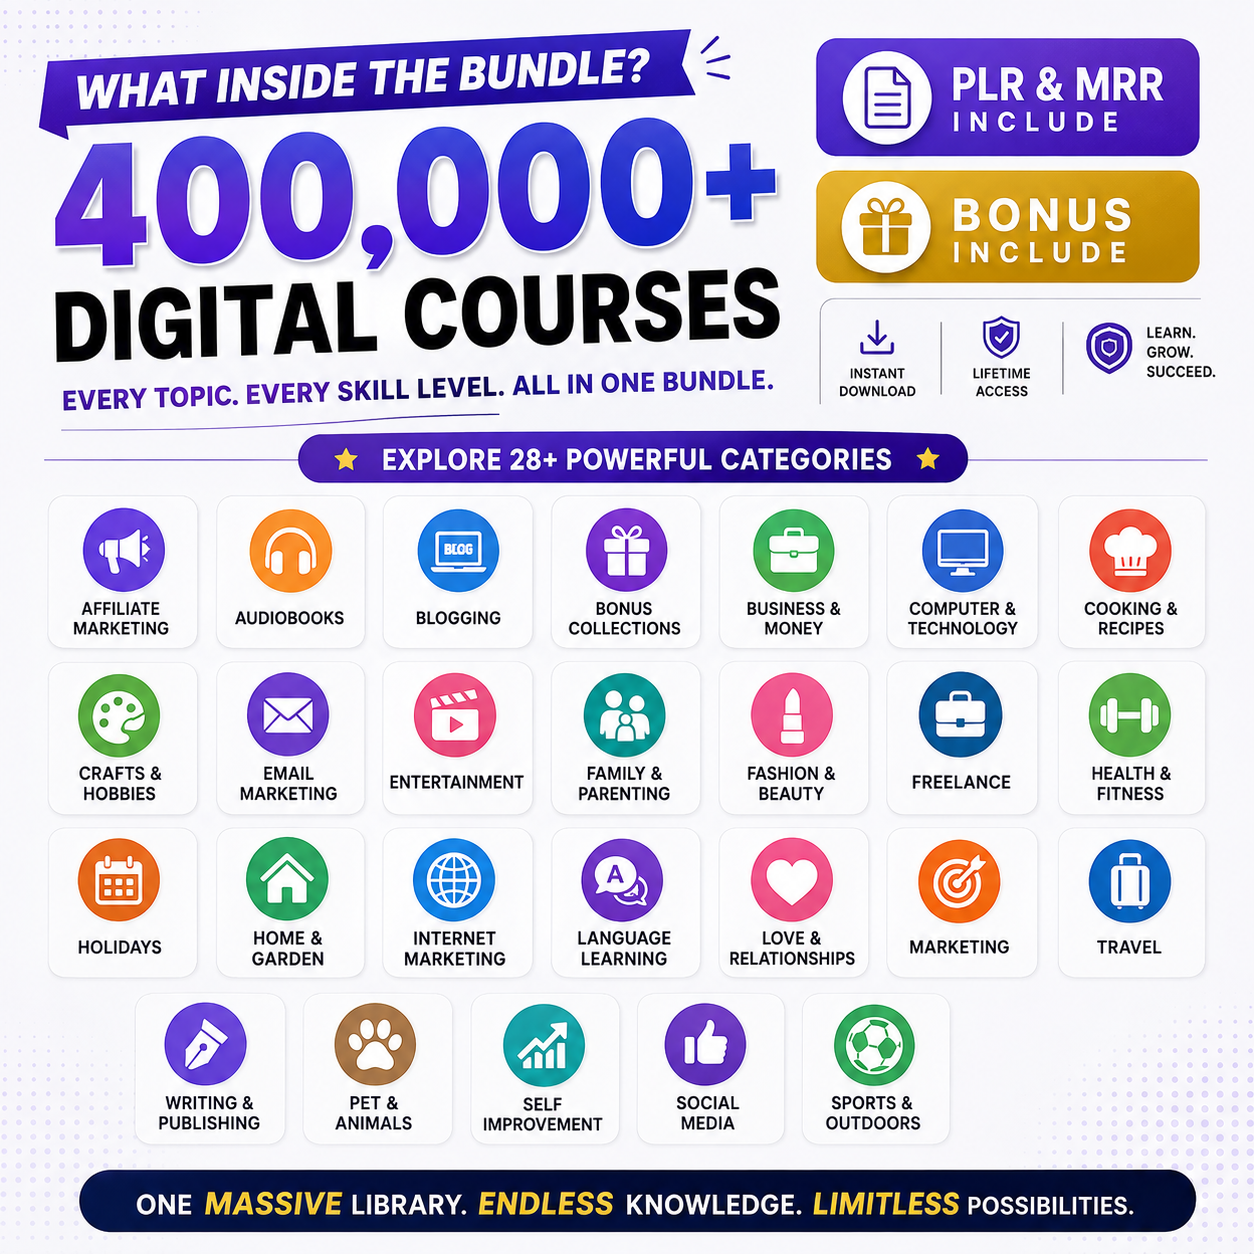 WHAT INSIDE THE BUNDLE?
400,000+
DIGITAL COURSES
EVERY TOPIC. EVERY SKILL LEVEL. ALL IN ONE BUNDLE.
PLR & MRR
INCLUDE
BONUS
INCLUDE
INSTANT
DOWNLOAD
LIFETIME
ACCESS
LEARN.
GROW.
SUCCEED.
EXPLORE 28+ POWERFUL CATEGORIES
AFFILIATE
MARKETING
AUDIOBOOKS
BLOG
BLOGGING
BONUS
COLLECTIONS
BUSINESS &
MONEY
COMPUTER &
TECHNOLOGY
COOKING &
RECIPES
CRAFTS &
HOBBIES
EMAIL
MARKETING
ENTERTAINMENT
FAMILY &
PARENTING
FASHION &
BEAUTY
FREELANCE
HEALTH &
FITNESS
HOLIDAYS
HOME &
GARDEN
INTERNET
MARKETING
A
LANGUAGE
LEARNING
LOVE &
RELATIONSHIPS
MARKETING
TRAVEL
WRITING &
PUBLISHING
PET &
ANIMALS
SELF
IMPROVEMENT
SOCIAL
MEDIA
SPORTS &
OUTDOORS
ONE MASSIVE LIBRARY. ENDLESS KNOWLEDGE. LIMITLESS POSSIBILITIES.